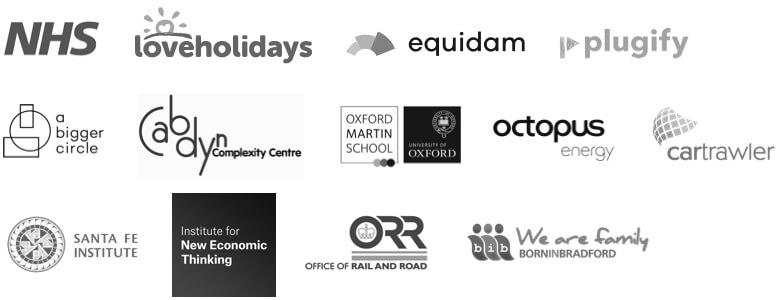 NHS
loveholidays
equidam
plugify
a
bigger
circle
Cabdyn
Complexity Centre
OXFORD
MARTIN
SCHOOL
UNIVERSITY OF
OXFORD
octopus
energy
cartrawler
SANTA FE
INSTITUTE
Institute for
New Economic
Thinking
ORR
OFFICE OF RAIL AND ROAD
bib
We are family
BORNINBRADFORD